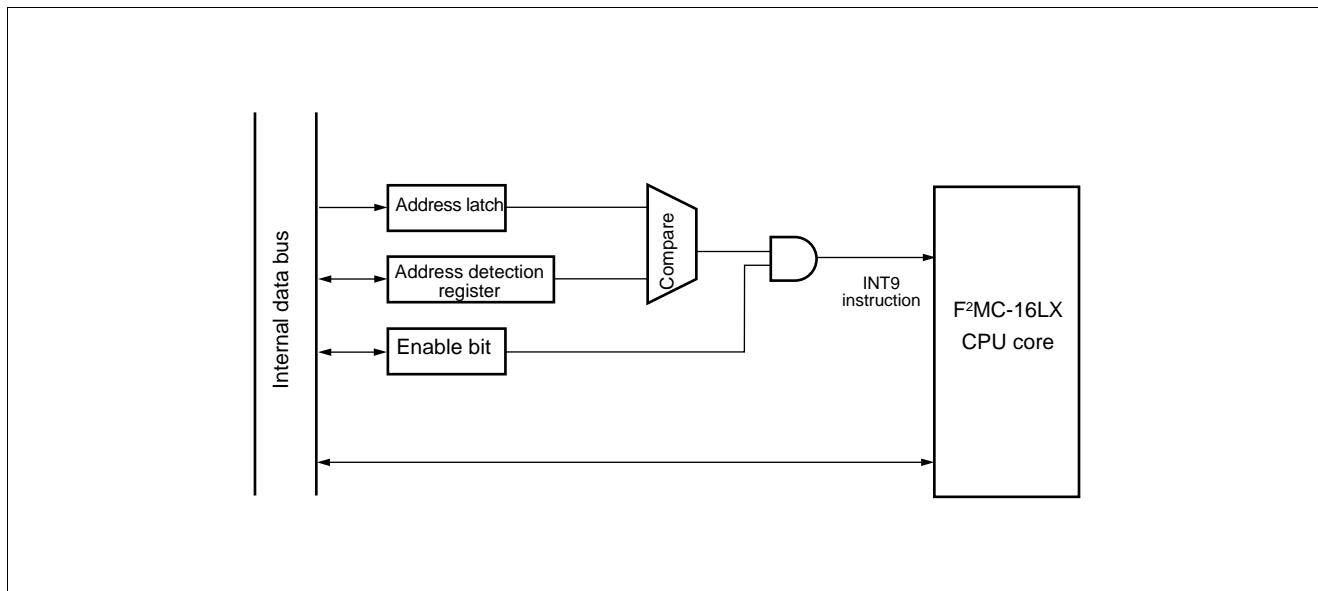 Internal data bus
Address latch
Address detection
register
Enable bit
Compare
INT9
instruction
F²MC-16LX
CPU core